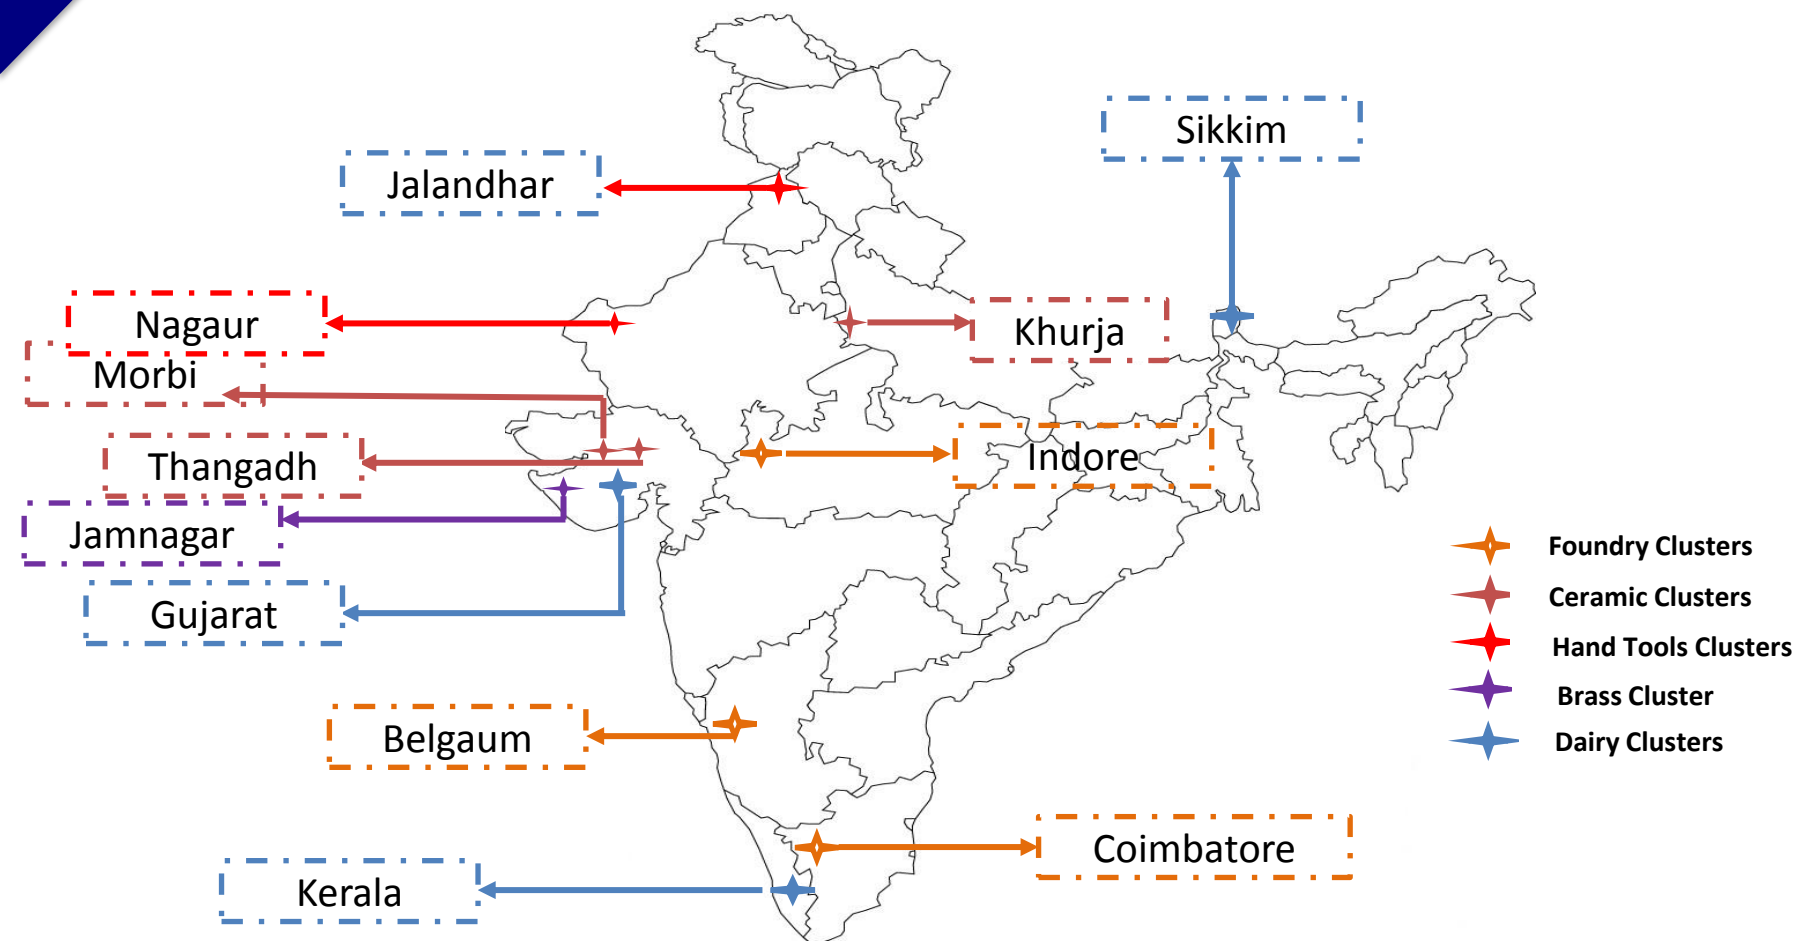 Sikkim
Jalandhar
Nagaur
Khurja
Morbi
Thangadh
Indore
Jamnagar
Gujarat
Belgaum
Coimbatore
Kerala
Foundry Clusters
Ceramic Clusters
Hand Tools Clusters
Brass Cluster
Dairy Clusters